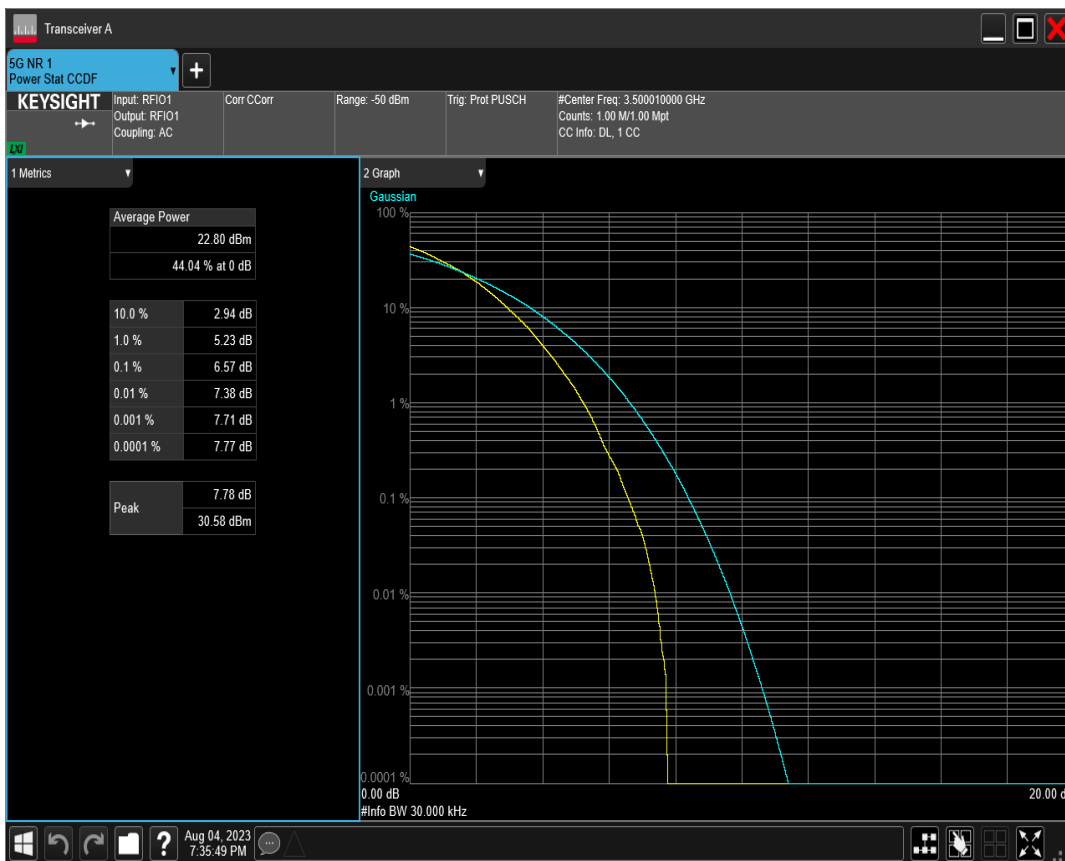 Transceiver A
5G NR 1
Power Stat CCDF
+
KEYSIGHT
LXI
Input: RFIO1
Output: RFIO1
Coupling: AC
Corr CCorr
Range: -50 dBm
Trig: Prot PUSCH
#Center Freq: 3.500010000 GHz
Counts: 1.00 M/1.00 Mpt
CC Info: DL, 1 CC
1 Metrics
Average Power
22.80 dBm
44.04 % at 0 dB
10.0 % 2.94 dB
1.0 % 5.23 dB
0.1 % 6.57 dB
0.01 % 7.38 dB
0.001 % 7.71 dB
0.0001 % 7.77 dB
Peak
7.78 dB
30.58 dBm
2 Graph
Gaussian
100 %
10 %
1 %
0.1 %
0.01 %
0.001 %
0.0001 %
0.00 dB
20.00 d
#Info BW 30.000 kHz
?
Aug 04, 2023
7:35:49 PM